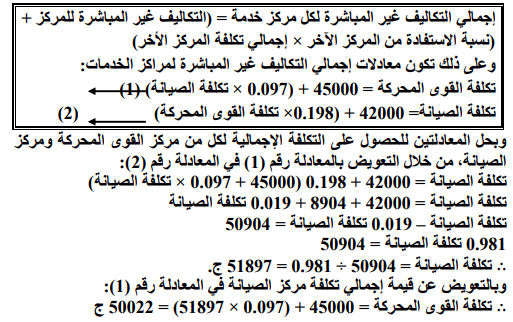 إجمالي التكاليف غير المباشرة لكل مركز خدمة = (التكاليف غير المباشرة للمركز +
(نسبة الاستفادة من المركز الآخر × إجمالي تكلفة المركز الأخر)
وعلى ذلك تكون معادلات إجمالي التكاليف غير المباشرة لمراكز الخدمات:
تكلفة القوى المحركة = 45000 + (0.097 × تكلفة الصيانة) (1)
تكلفة الصيانة= 42000 + (0.198× تكلفة القوى المحركة) (2)
وبحل المعادلتين للحصول على التكلفة الإجمالية لكل من مركز القوى المحركة ومركز
الصيانة، من خلال التعويض بالمعادلة رقم (1) في المعادلة رقم (2):
تكلفة الصيانة = 42000 + 0.198 (45000 + 0.097 × تكلفة الصيانة)
تكلفة الصيانة = 42000 + 8904 + 0.019 تكلفة الصيانة
تكلفة الصيانة – 0.019 تكلفة الصيانة = 50904
0.981 تكلفة الصيانة = 50904
∴ تكلفة الصيانة = 50904 ÷ 0.981 = 51897 ج.
وبالتعويض عن قيمة إجمالي تكلفة مركز الصيانة في المعادلة رقم (1):
∴ تكلفة القوى المحركة = 45000 + (0.097 × 51897) = 50022 ج